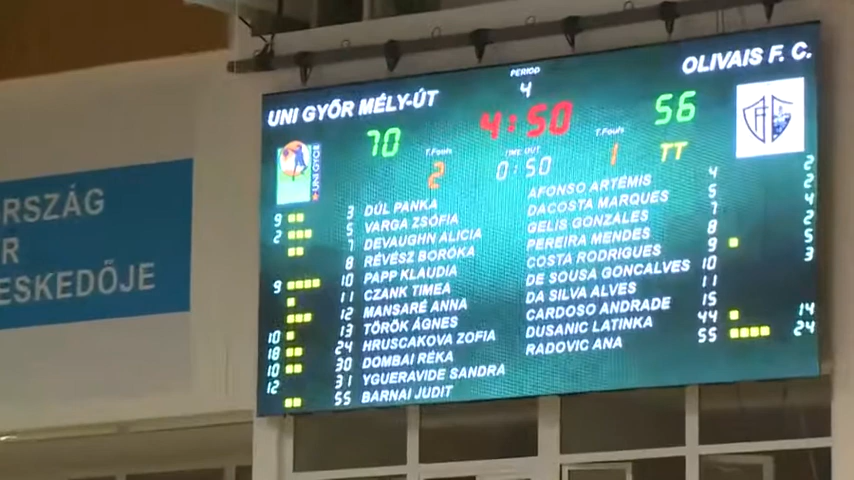 UNI GYŐR MÉLY-ÚT
PERIOD
4
OLIVAIS F. C.
70
4:50
56
T.Fouls
2
TIME OUT
0:50
T.Fouls
1
TT
UNI GYŐR
RSZÁG
R
ESKEDŐJE
9 3 DÚL PANKA
2 5 VARGA ZSÓFIA
7 DEVAUGHN ALICIA
8 RÉVÉSZ BORÓKA
9 10 PAPP KLAUDIA
11 CZANK TIMEA
12 MANSARÉ ANNA
10 13 TÖRÖK ÁGNES
18 24 HRUSCAKOVA ZOFIA
10 30 DOMBAI RÉKA
12 31 YGUERAVIDE SANDRA
55 BARNAI JUDIT
AFONSO ARTÉMIS 4 2
DACOSTA MARQUES 5 2
GELIS GONZALES 7 4
PEREIRA MENDES 8 2
COSTA RODRIGUES 9 5
DE SOUSA GONCALVES 10 3
DA SILVA ALVES 11
CARDOSO ANDRADE 15
DUSANIC LATINKA 44 14
RADOVIC ANA 55 24